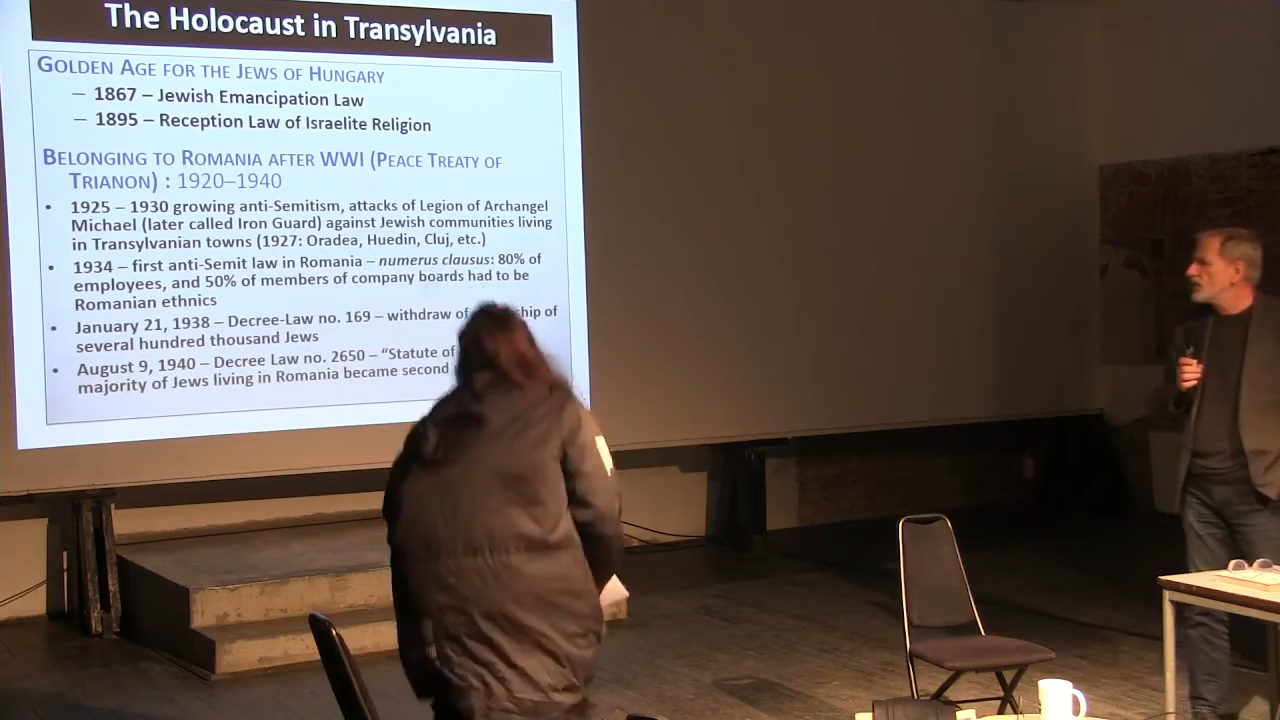 The Holocaust in Transylvania
GOLDEN AGE FOR THE JEWS OF HUNGARY
– 1867 – Jewish Emancipation Law
– 1895 – Reception Law of Israelite Religion
BELONGING TO ROMANIA AFTER WWI (PEACE TREATY OF
TRIANON) : 1920–1940
• 1925 – 1930 growing anti-Semitism, attacks of Legion of Archangel
Michael (later called Iron Guard) against Jewish communities living
in Transylvanian towns (1927: Oradea, Huedin, Cluj, etc.)
• 1934 – first anti-Semit law in Romania – numerus clausus: 80% of
employees, and 50% of members of company boards had to be
Romanian ethnics
• January 21, 1938 – Decree-Law no. 169 – withdraw of
several hundred thousand Jews
• August 9, 1940 – Decree Law no. 2650 – “Statute of
majority of Jews living in Romania became second